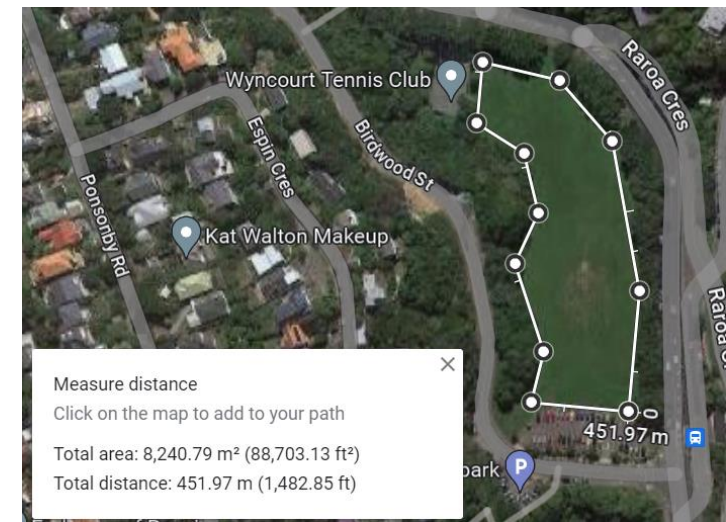 Raroa Cres
Wyncourt Tennis Club
Birdwood St
Espin Cres
Ponsonby Rd
Kat Walton Makeup
Raroa C
0
451.97 m
park
P
Measure distance
Click on the map to add to your path
Total area: 8,240.79 m² (88,703.13 ft²)
Total distance: 451.97 m (1,482.85 ft)